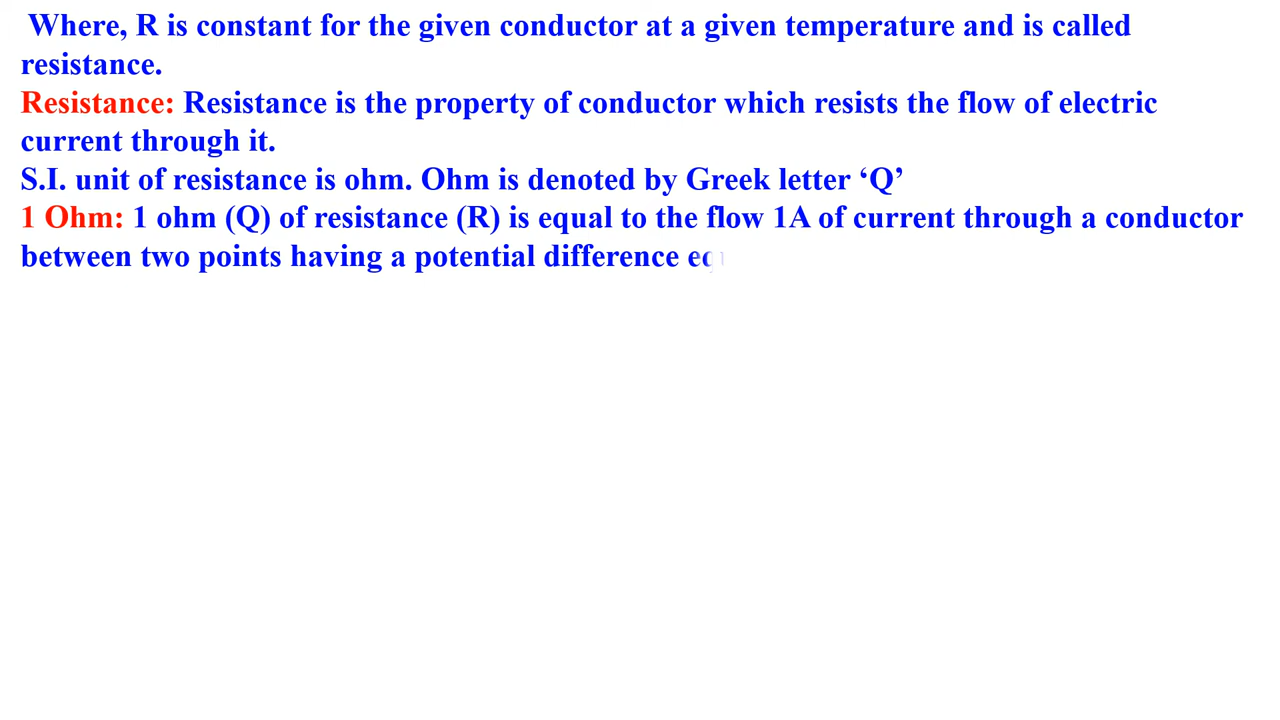 Where, R is constant for the given conductor at a given temperature and is called
resistance.
Resistance: Resistance is the property of conductor which resists the flow of electric
current through it.
S.I. unit of resistance is ohm. Ohm is denoted by Greek letter ‘Q’
1 Ohm: 1 ohm (Q) of resistance (R) is equal to the flow 1A of current through a conductor
between two points having a potential difference